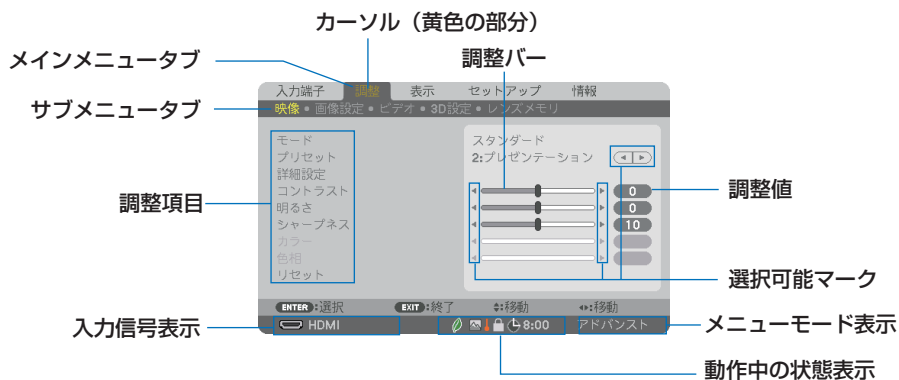 カーソル（黄色の部分）
メインメニュータブ
調整バー
入力端子 調整 表示 セットアップ 情報
サブメニュータブ
映像 ● 画像設定 ● ビデオ ● 3D設定 ● レンズメモリ
モード スタンダード
プリセット 2:プレゼンテーション
詳細設定
コントラスト 0
明るさ 0
シャープネス 10
カラー
色相
リセット
調整項目
調整値
選択可能マーク
ENTER:選択 EXIT:終了 :移動 :移動
入力信号表示
HDMI 8:00 アドバンスト
メニューモード表示
動作中の状態表示